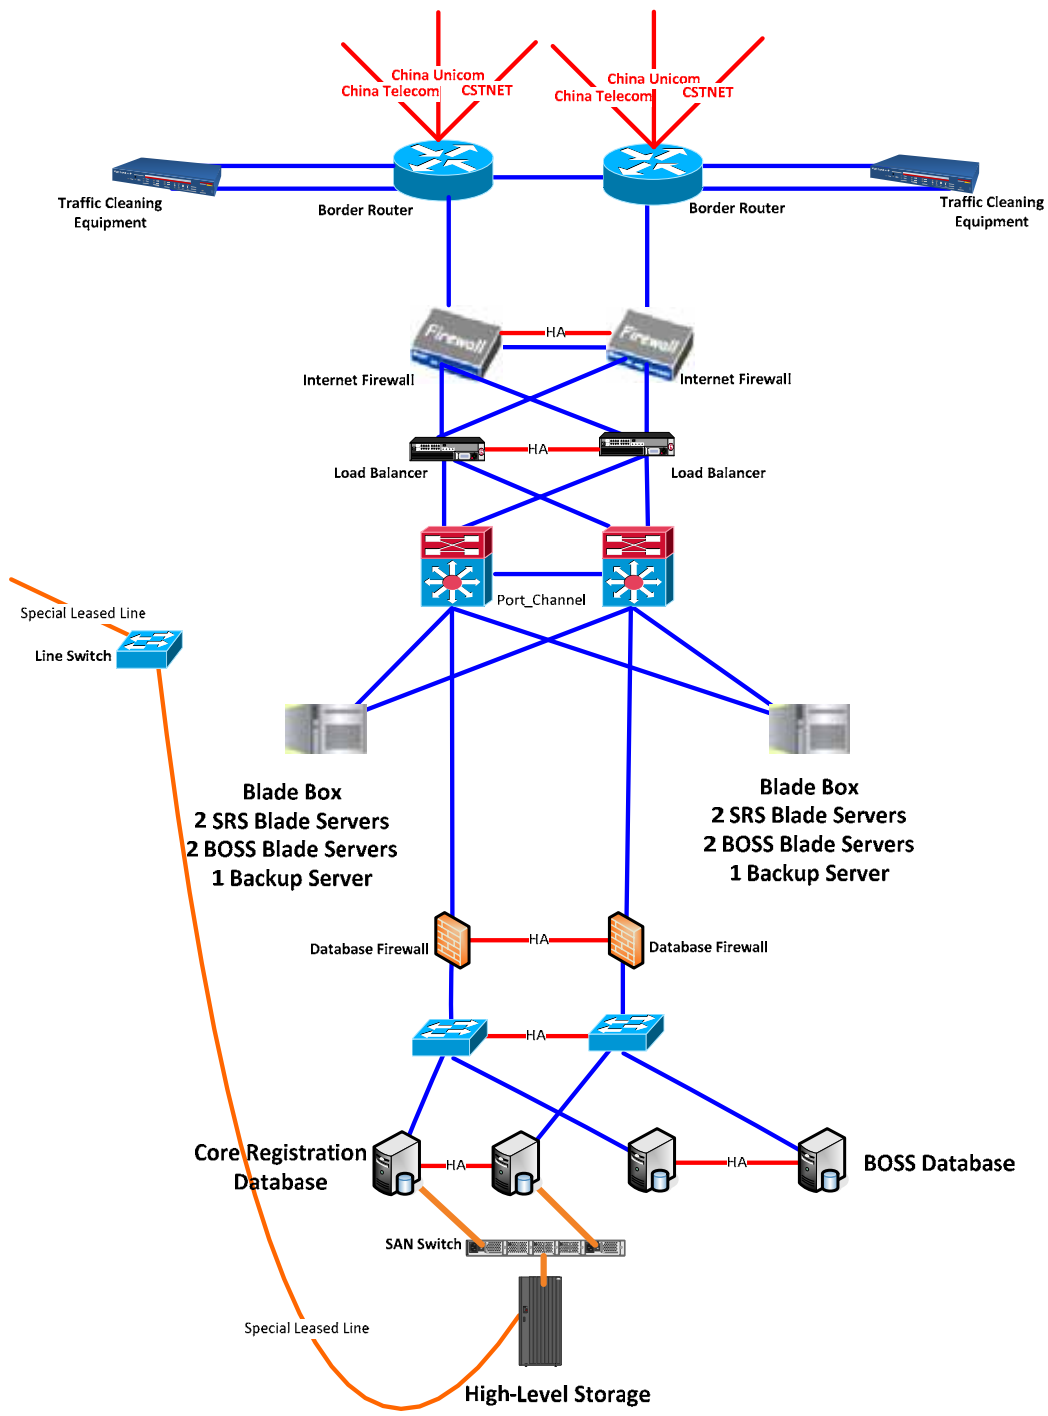 China Unicom
China Telecom
CSTNET
China Unicom
China Telecom
CSTNET
Traffic Cleaning
Equipment
Border Router
Border Router
Traffic Cleaning
Equipment
Firewall
HA
Firewall
Internet Firewall
Internet Firewall
HA
Load Balancer
Load Balancer
Port_Channel
Special Leased Line
Line Switch
Blade Box
2 SRS Blade Servers
2 BOSS Blade Servers
1 Backup Server
Blade Box
2 SRS Blade Servers
2 BOSS Blade Servers
1 Backup Server
Database Firewall
HA
Database Firewall
HA
Core Registration
Database
HA
HA
BOSS Database
SAN Switch
Special Leased Line
High-Level Storage